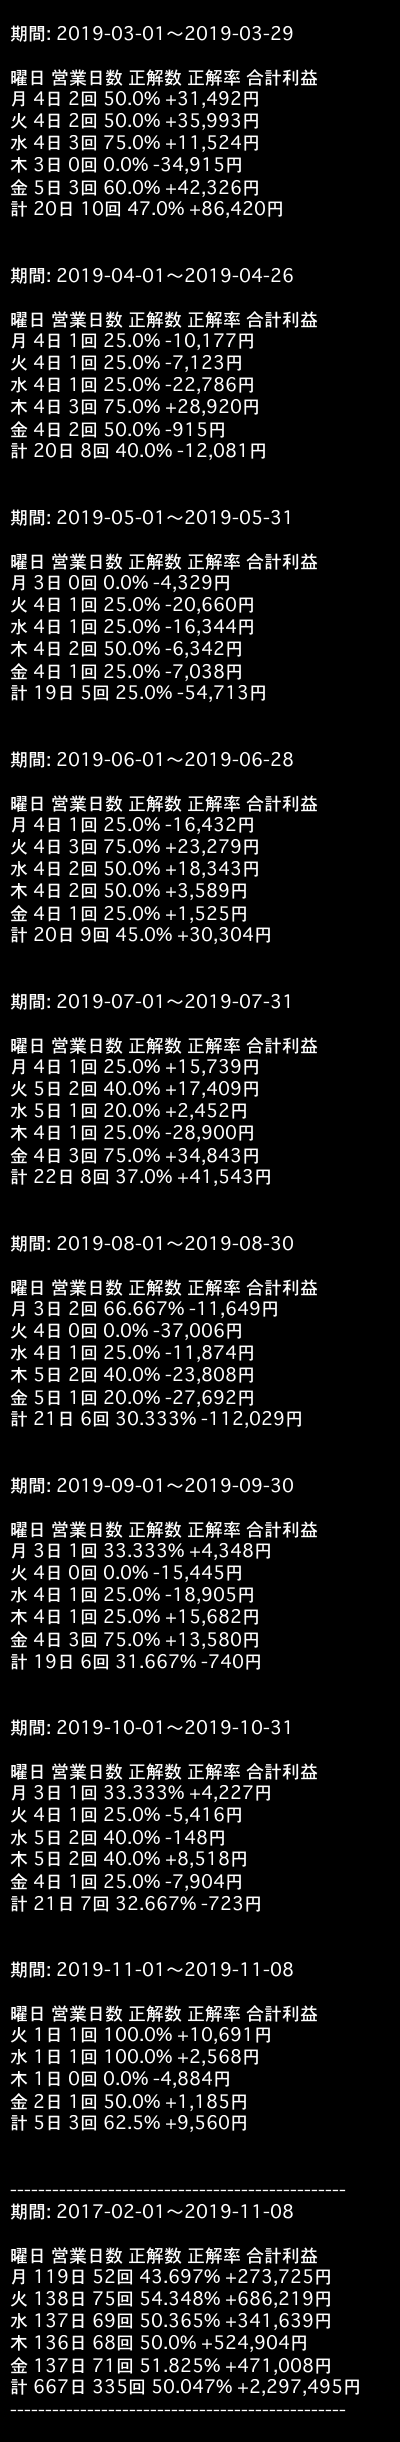 期間: 2019-03-01〜2019-03-29
曜日 営業日数 正解数 正解率 合計利益
月 4日 2回 50.0% +31,492円
火 4日 2回 50.0% +35,993円
水 4日 3回 75.0% +11,524円
木 3日 0回 0.0% -34,915円
金 5日 3回 60.0% +42,326円
計 20日 10回 47.0% +86,420円
期間: 2019-04-01〜2019-04-26
曜日 営業日数 正解数 正解率 合計利益
月 4日 1回 25.0% -10,177円
火 4日 1回 25.0% -7,123円
水 4日 1回 25.0% -22,786円
木 4日 3回 75.0% +28,920円
金 4日 2回 50.0% -915円
計 20日 8回 40.0% -12,081円
期間: 2019-05-01〜2019-05-31
曜日 営業日数 正解数 正解率 合計利益
月 3日 0回 0.0% -4,329円
火 4日 1回 25.0% -20,660円
水 4日 1回 25.0% -16,344円
木 4日 2回 50.0% -6,342円
金 4日 1回 25.0% -7,038円
計 19日 5回 25.0% -54,713円
期間: 2019-06-01〜2019-06-28
曜日 営業日数 正解数 正解率 合計利益
月 4日 1回 25.0% -16,432円
火 4日 3回 75.0% +23,279円
水 4日 2回 50.0% +18,343円
木 4日 2回 50.0% +3,589円
金 4日 1回 25.0% +1,525円
計 20日 9回 45.0% +30,304円
期間: 2019-07-01〜2019-07-31
曜日 営業日数 正解数 正解率 合計利益
月 4日 1回 25.0% +15,739円
火 5日 2回 40.0% +17,409円
水 5日 1回 20.0% +2,452円
木 4日 1回 25.0% -28,900円
金 4日 3回 75.0% +34,843円
計 22日 8回 37.0% +41,543円
期間: 2019-08-01〜2019-08-30
曜日 営業日数 正解数 正解率 合計利益
月 3日 2回 66.667% -11,649円
火 4日 0回 0.0% -37,006円
水 4日 1回 25.0% -11,874円
木 5日 2回 40.0% -23,808円
金 5日 1回 20.0% -27,692円
計 21日 6回 30.333% -112,029円
期間: 2019-09-01〜2019-09-30
曜日 営業日数 正解数 正解率 合計利益
月 3日 1回 33.333% +4,348円
火 4日 0回 0.0% -15,445円
水 4日 1回 25.0% -18,905円
木 4日 1回 25.0% +15,682円
金 4日 3回 75.0% +13,580円
計 19日 6回 31.667% -740円
期間: 2019-10-01〜2019-10-31
曜日 営業日数 正解数 正解率 合計利益
月 3日 1回 33.333% +4,227円
火 4日 1回 25.0% -5,416円
水 5日 2回 40.0% -148円
木 5日 2回 40.0% +8,518円
金 4日 1回 25.0% -7,904円
計 21日 7回 32.667% -723円
期間: 2019-11-01〜2019-11-08
曜日 営業日数 正解数 正解率 合計利益
火 1日 1回 100.0% +10,691円
水 1日 1回 100.0% +2,568円
木 1日 0回 0.0% -4,884円
金 2日 1回 50.0% +1,185円
計 5日 3回 62.5% +9,560円
------------------------------------------------
期間: 2017-02-01〜2019-11-08
曜日 営業日数 正解数 正解率 合計利益
月 119日 52回 43.697% +273,725円
火 138日 75回 54.348% +686,219円
水 137日 69回 50.365% +341,639円
木 136日 68回 50.0% +524,904円
金 137日 71回 51.825% +471,008円
計 667日 335回 50.047% +2,297,495円
------------------------------------------------